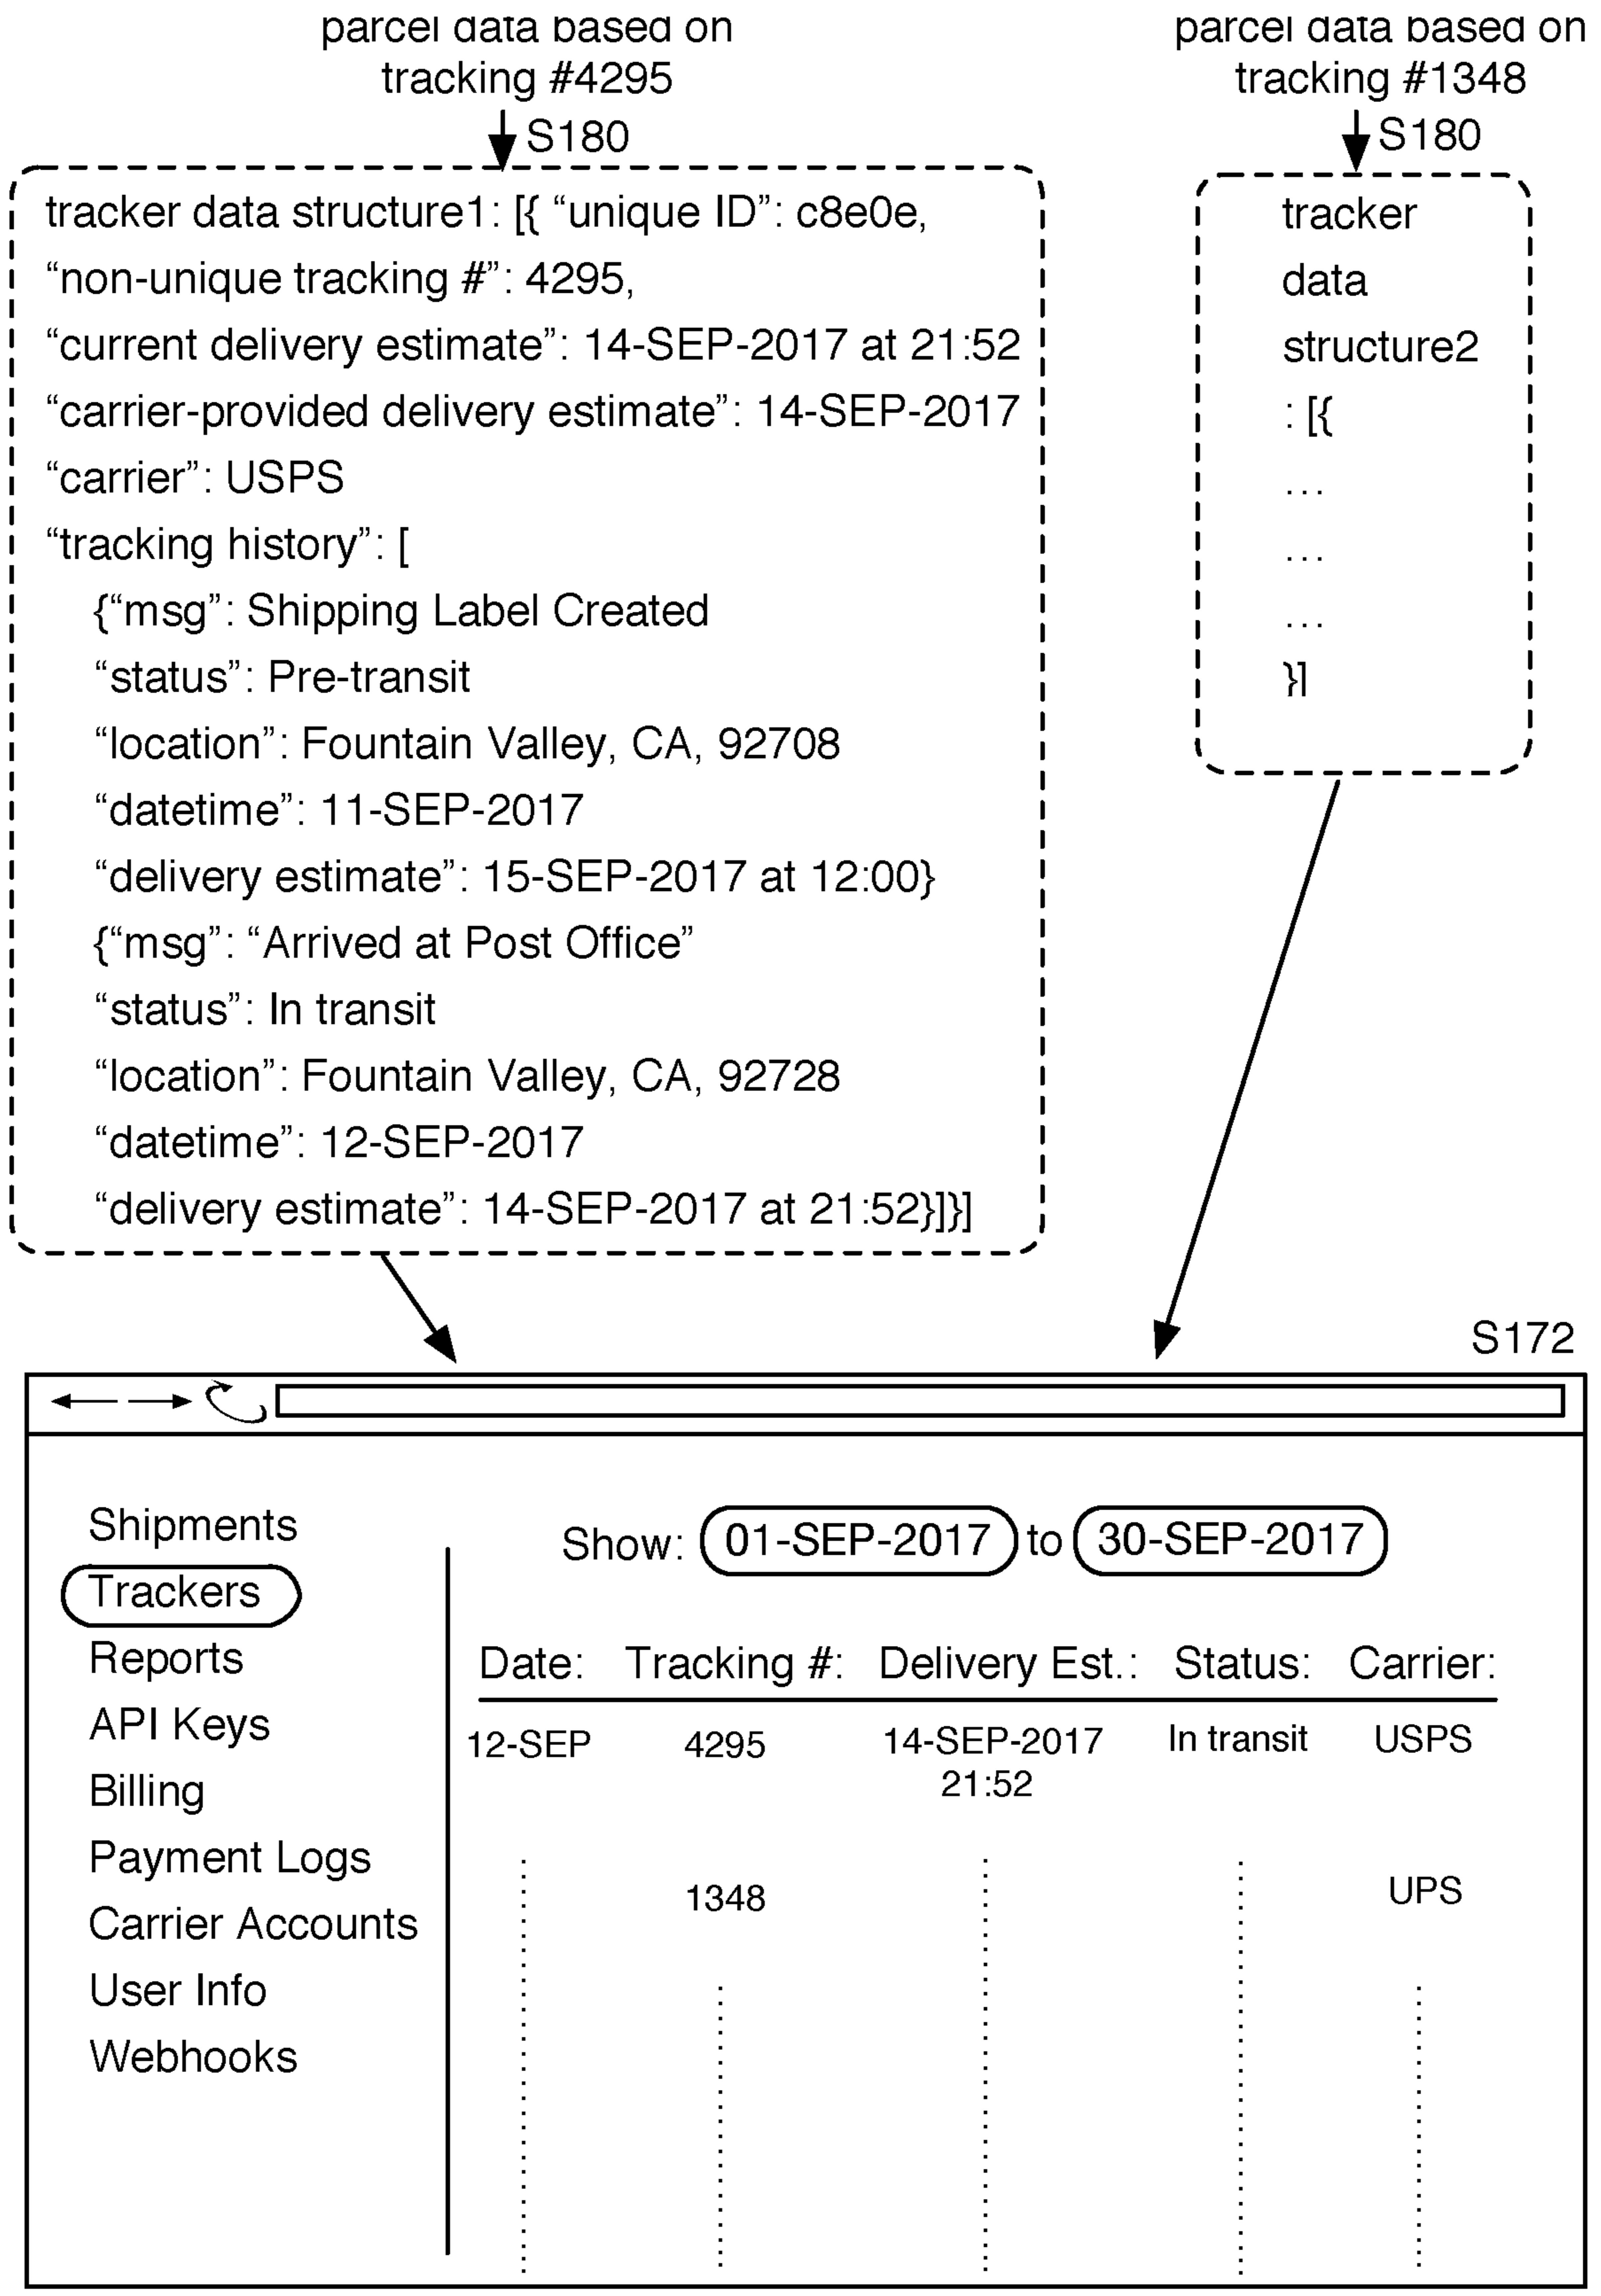 parcel data based on
tracking #4295
S180
tracker data structure1: [{ “unique ID”: c8e0e,
“non-unique tracking #”: 4295,
“current delivery estimate”: 14-SEP-2017 at 21:52
“carrier-provided delivery estimate”: 14-SEP-2017
“carrier”: USPS
“tracking history”: [
{“msg”: Shipping Label Created
“status”: Pre-transit
“location”: Fountain Valley, CA, 92708
“datetime”: 11-SEP-2017
“delivery estimate”: 15-SEP-2017 at 12:00}
{“msg”: “Arrived at Post Office”
“status”: In transit
“location”: Fountain Valley, CA, 92728
“datetime”: 12-SEP-2017
“delivery estimate”: 14-SEP-2017 at 21:52}]}]
parcel data based on
tracking #1348
S180
tracker
data
structure2
: [{
...
...
...
}]
S172
Shipments
Trackers
Reports
API Keys
Billing
Payment Logs
Carrier Accounts
User Info
Webhooks
Show: 01-SEP-2017 to 30-SEP-2017
Date: Tracking #: Delivery Est.: Status: Carrier:
12-SEP 4295 14-SEP-2017 In transit USPS
21:52
1348 UPS